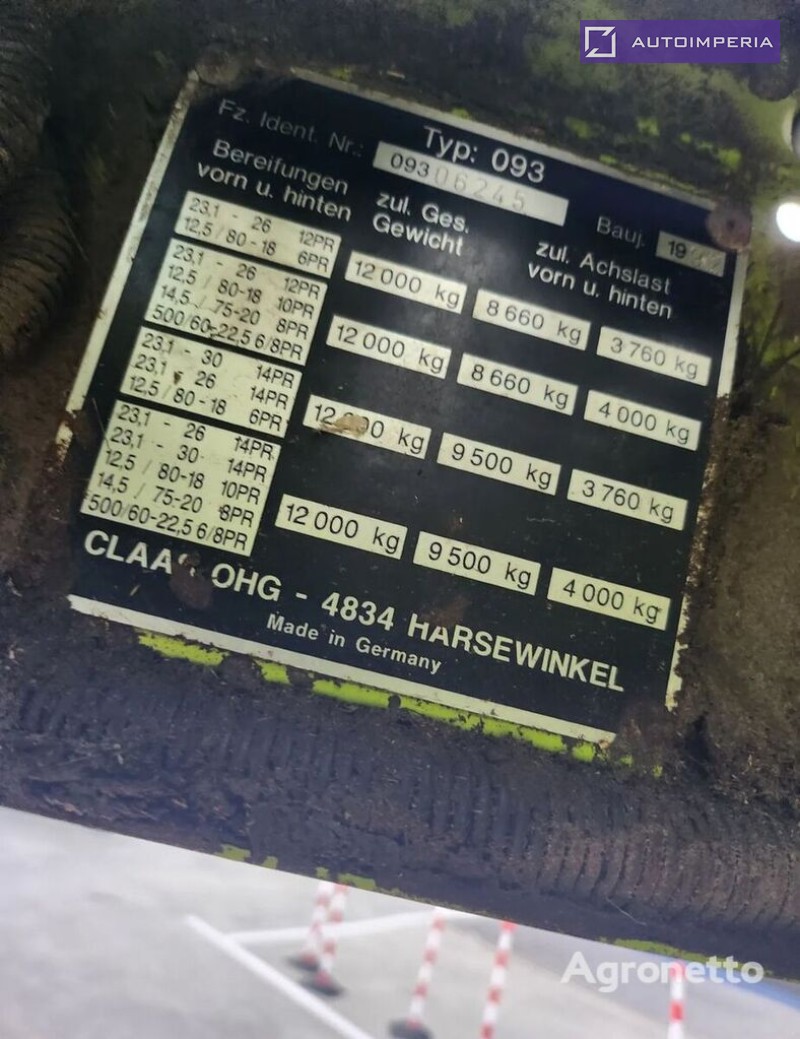 AUTOIMPERIA
Typ: 093
Fz. Ident. Nr.: 09306245
Bauj. 19
Bereifungen
vorn u. hinten
zul. Ges.
Gewicht
zul. Achslast
vorn u. hinten
23,1 - 26 12PR
12,5/80-18 6PR
12 000 kg 8 660 kg 3 760 kg
23,1 - 26 12PR
12,5 / 80-18 10PR
14,5 / 75-20 8PR
500/60-22,5 6/8PR
12 000 kg 8 660 kg 4 000 kg
23,1 - 30 14PR
23,1 - 26 14PR
12,5 / 80-18 6PR
9 500 kg 3 760 kg
23,1 - 26 14PR
23,1 - 30 14PR
12,5 / 80-18 10PR
14,5 / 75-20 8PR
500/60-22,5 6/8PR
12 000 kg 9 500 kg 4 000 kg
CLAAS OHG - 4834 HARSEWINKEL
Made in Germany
Agronetto